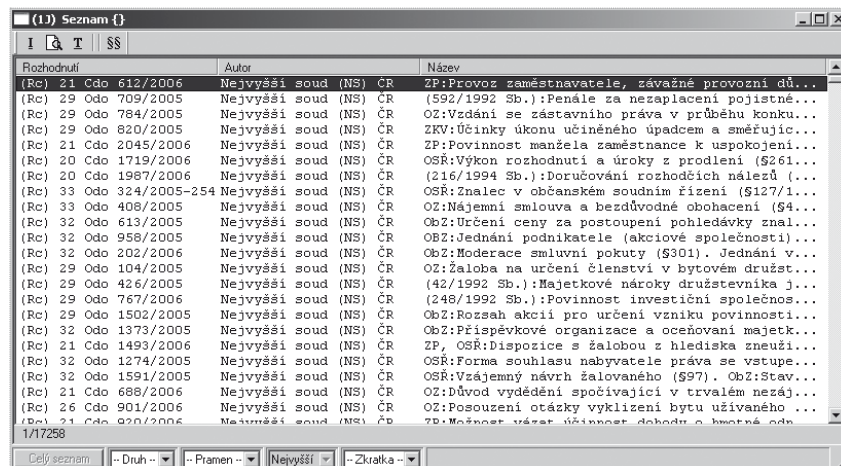 (1J) Seznam {}
I T §§
Rozhodnutí Autor Název
(Rc) 21 Cdo 612/2006 Nejvyšší soud (NS) ČR ZP:Provoz zaměstnavatele, závažné provozní dů...
(Rc) 29 Odo 709/2005 Nejvyšší soud (NS) ČR (592/1992 Sb.):Penále za nezaplacení pojistné...
(Rc) 29 Odo 784/2005 Nejvyšší soud (NS) ČR OZ:Vzdání se zástavního práva v průběhu konku...
(Rc) 29 Odo 820/2005 Nejvyšší soud (NS) ČR ZKV:Účinky úkonu učiněného úpadcem a směřujíc...
(Rc) 21 Cdo 2045/2006 Nejvyšší soud (NS) ČR ZP:Povinnost manžela zaměstnance k uspokojení...
(Rc) 20 Cdo 1719/2006 Nejvyšší soud (NS) ČR OSŘ:Výkon rozhodnutí a úroky z prodlení (§261...
(Rc) 20 Cdo 1987/2006 Nejvyšší soud (NS) ČR (216/1994 Sb.):Doručování rozhodčích nálezů (...
(Rc) 33 Odo 324/2005-254 Nejvyšší soud (NS) ČR OSŘ:Znalec v občanském soudním řízení (§127/1...
(Rc) 33 Odo 408/2005 Nejvyšší soud (NS) ČR OZ:Nájemní smlouva a bezdůvodné obohacení (§4...
(Rc) 32 Odo 613/2005 Nejvyšší soud (NS) ČR ObZ:Určení ceny za postoupení pohledávky znal...
(Rc) 32 Odo 958/2005 Nejvyšší soud (NS) ČR OBZ:Jednání podnikatele (akciové společnosti)...
(Rc) 32 Odo 202/2006 Nejvyšší soud (NS) ČR ObZ:Moderace smluvní pokuty (§301). Jednání v...
(Rc) 29 Odo 104/2005 Nejvyšší soud (NS) ČR OZ:Žaloba na určení členství v bytovém družst...
(Rc) 29 Odo 426/2005 Nejvyšší soud (NS) ČR (42/1992 Sb.):Majetkové nároky družstevníka j...
(Rc) 29 Odo 767/2006 Nejvyšší soud (NS) ČR (248/1992 Sb.):Povinnost investiční společnos...
(Rc) 29 Odo 1502/2005 Nejvyšší soud (NS) ČR ObZ:Rozsah akcií pro určení vzniku povinnosti...
(Rc) 32 Odo 1373/2005 Nejvyšší soud (NS) ČR ObZ:Příspěvkové organizace a oceňovaní majetk...
(Rc) 21 Cdo 1493/2006 Nejvyšší soud (NS) ČR ZP, OSŘ:Dispozice s žalobou z hlediska zneuži...
(Rc) 32 Odo 1274/2005 Nejvyšší soud (NS) ČR OSŘ:Forma souhlasu nabyvatele práva se vstupe...
(Rc) 32 Odo 1591/2005 Nejvyšší soud (NS) ČR OSŘ:Vzájemný návrh žalovaného (§97). ObZ:Stav...
(Rc) 21 Cdo 688/2006 Nejvyšší soud (NS) ČR OZ:Důvod vydědění spočívající v trvalém nezáj...
(Rc) 26 Cdo 901/2006 Nejvyšší soud (NS) ČR OZ:Posouzení otázky vyklizení bytu užívaného ...
(Rc) 26 Odo 920/2006 Nejvyšší soud (NS) ČR ZP:Možnost vázat účinnost dohody o hmotné odp...
1/17258
Celý seznam -- Druh -- -- Pramen -- Nejvyšší -- Zkratka --